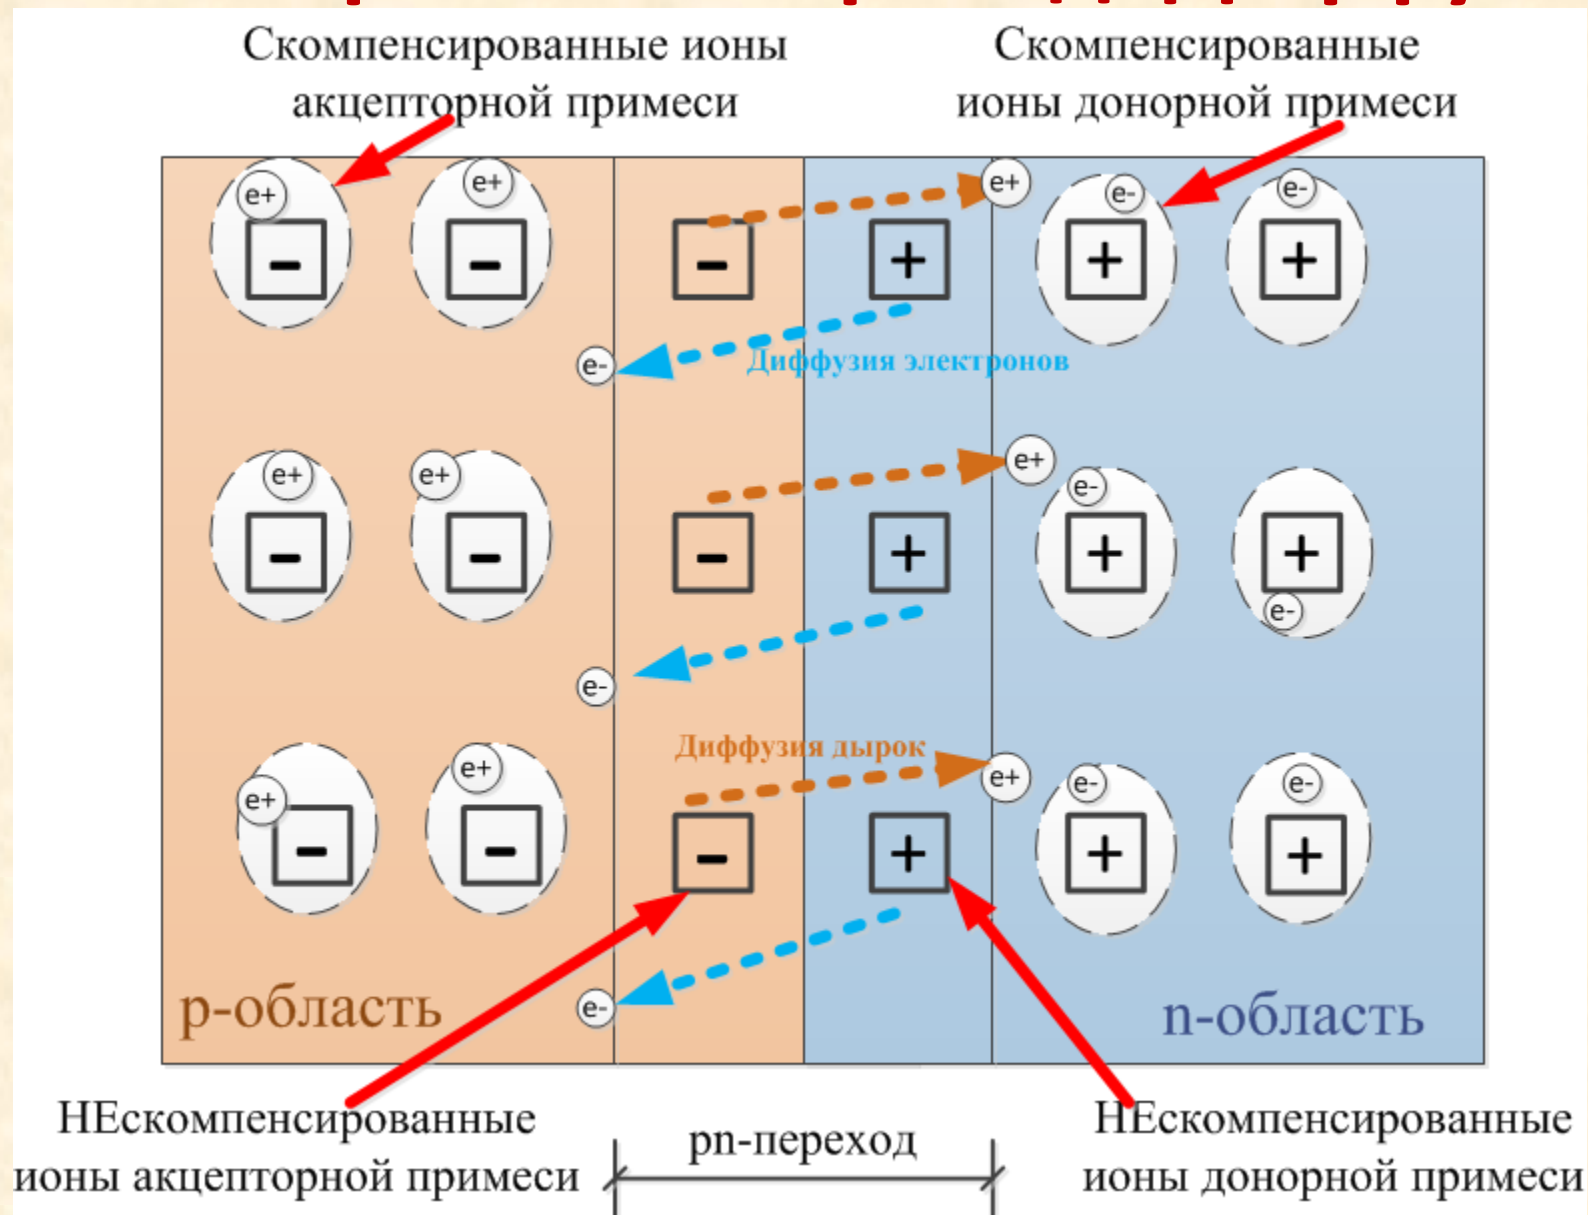 Скомпенсированные ионы
акцепторной примеси
Скомпенсированные
ионы донорной примеси
e+
e+
e+
e-
e-
-
-
-
+
+
+
Диффузия электронов
e-
e+
e+
e+
e-
-
-
-
+
+
+
e-
e-
Диффузия дырок
e+
e+
e+
e-
e-
-
-
-
+
+
+
e-
p-область
n-область
НЕскомпенсированные
ионы акцепторной примеси
pn-переход
НЕскомпенсированные
ионы донорной примеси